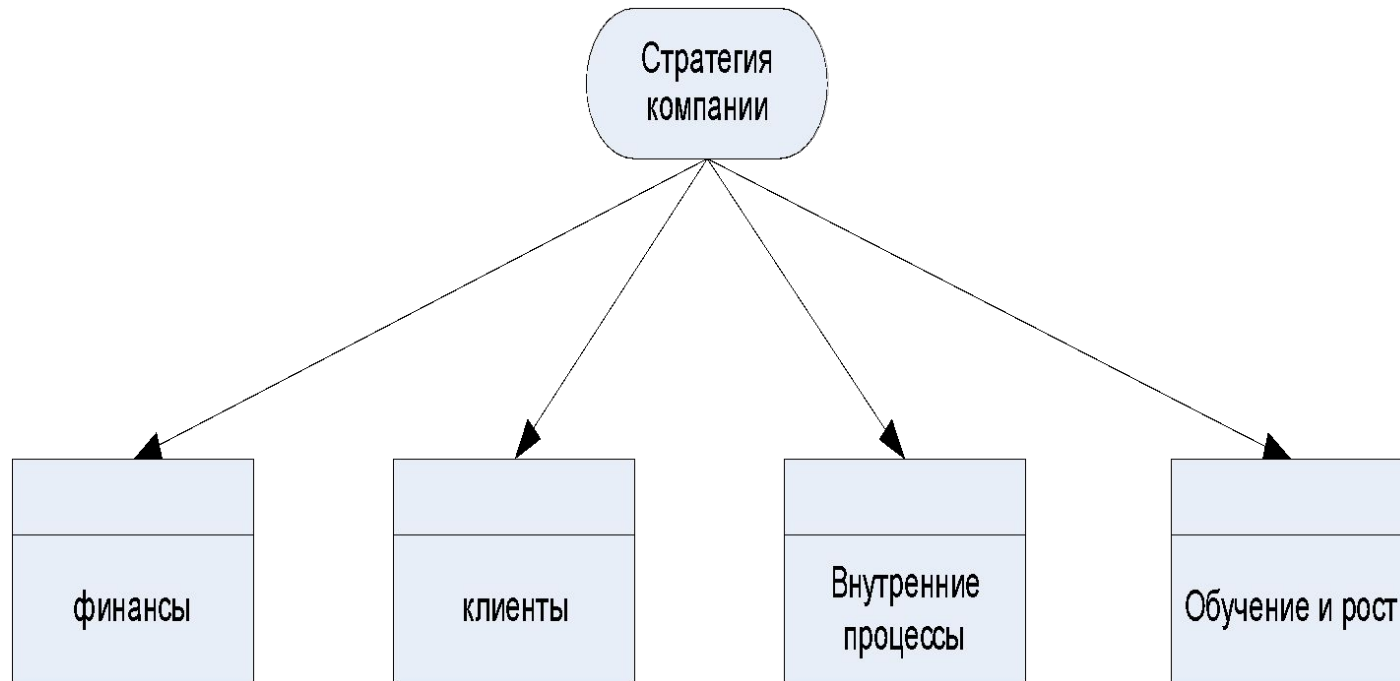 Стратегия
компании
финансы
клиенты
Внутренние
процессы
Обучение и рост